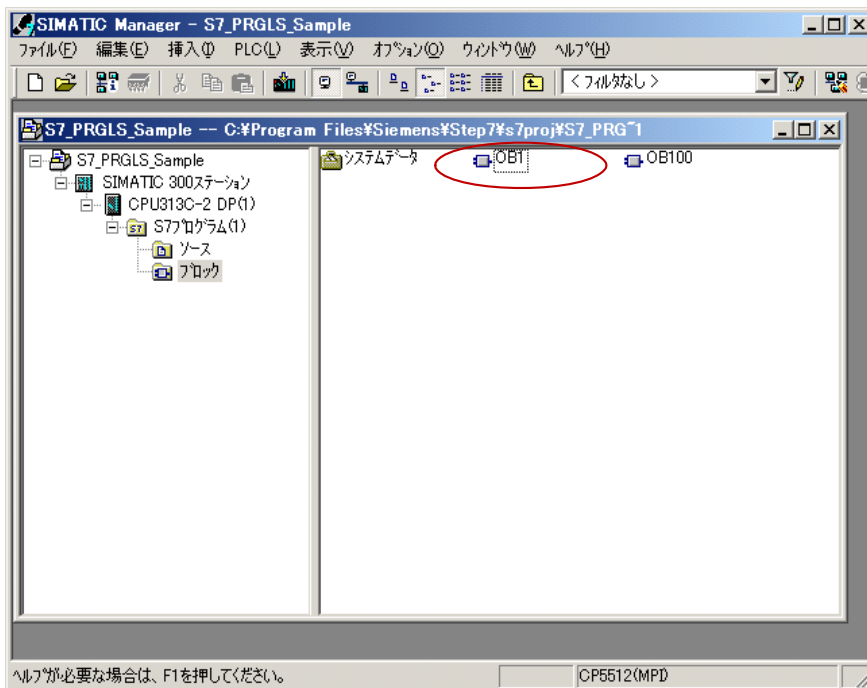 SIMATIC Manager - S7_PRGLS_Sample
ファイル(F) 編集(E) 挿入(I) PLC(L) 表示(V) オプション(O) ウィンドウ(W) ヘルプ(H)
< フィルタなし >
S7_PRGLS_Sample -- C:¥Program Files¥Siemens¥Step7¥s7proj¥S7_PRG~1
S7_PRGLS_Sample
SIMATIC 300ステーション
CPU313C-2 DP(1)
S7プログラム(1)
ソース
ブロック
システムデータ OB1 OB100
ヘルプが必要な場合は、F1を押してください。 CP5512(MPI)